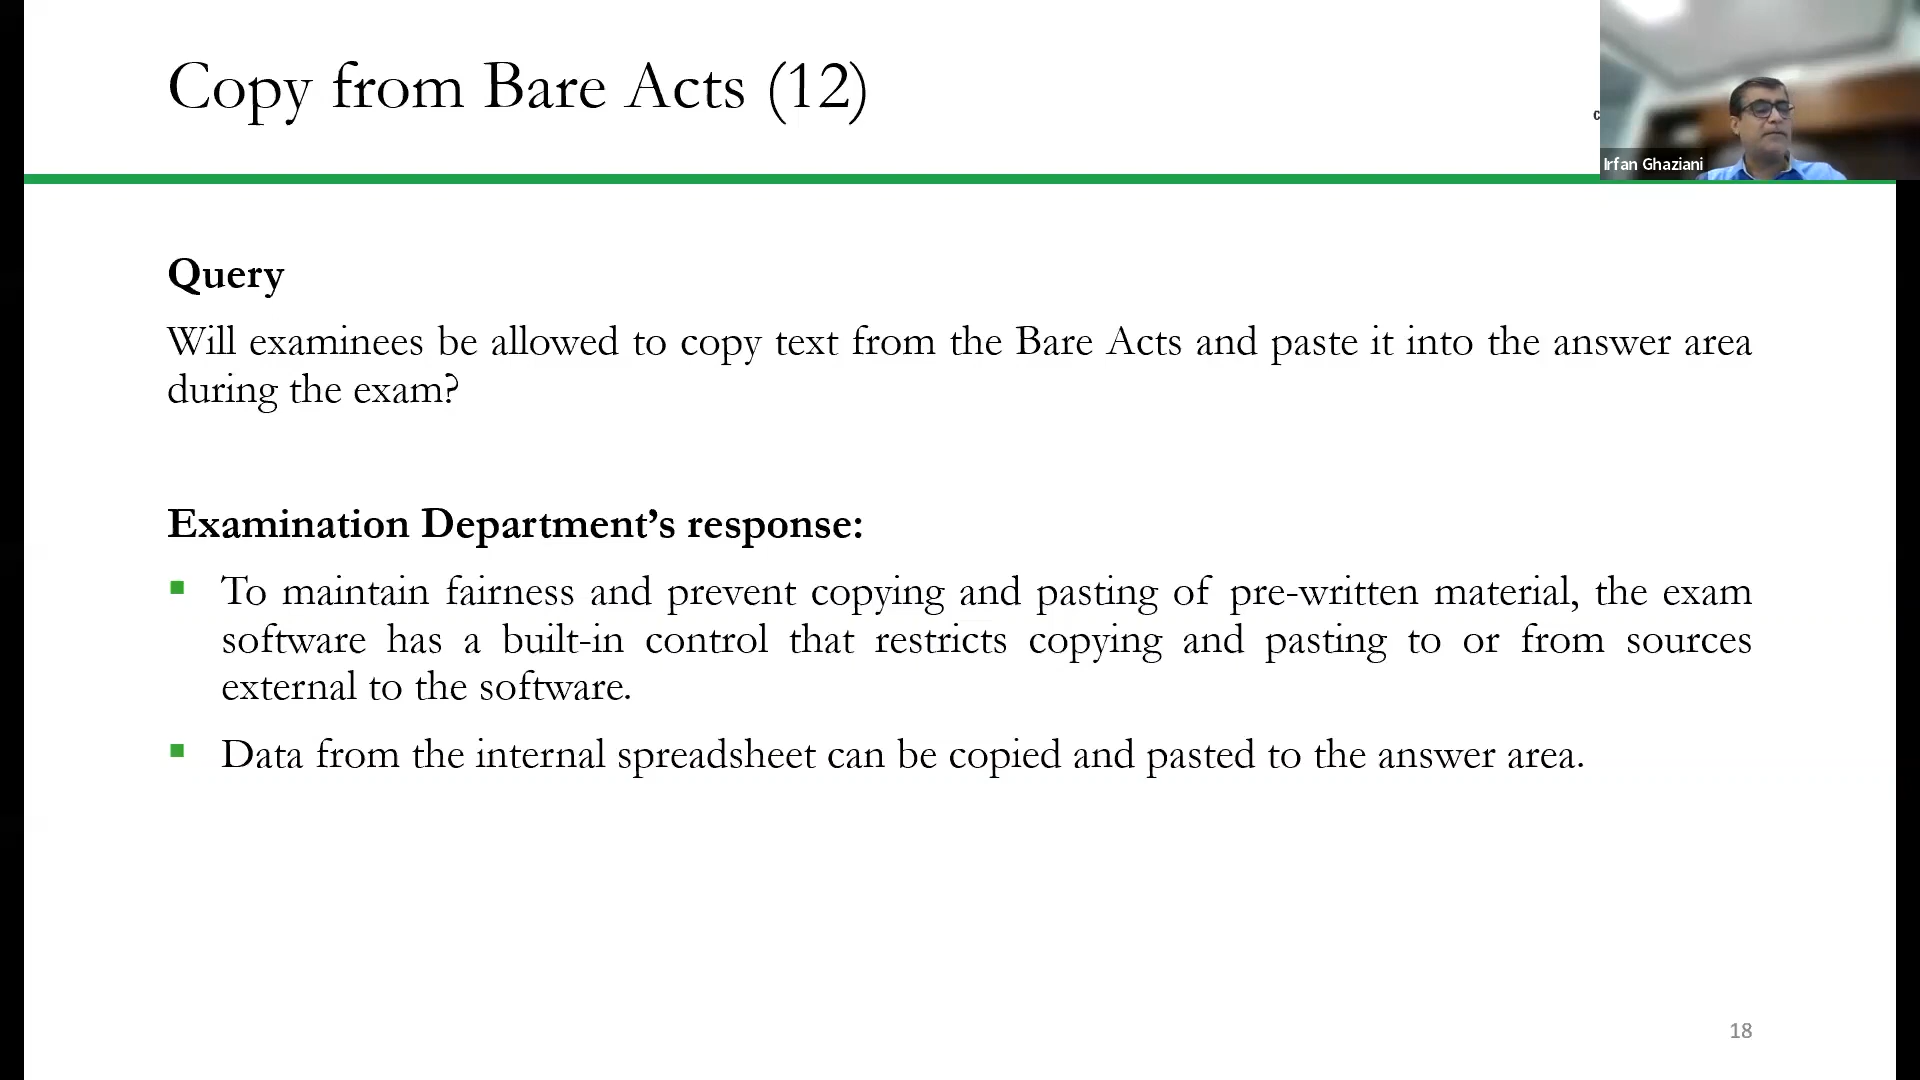 Copy from Bare Acts (12)
Irfan Ghaziani
Query
Will examinees be allowed to copy text from the Bare Acts and paste it into the answer area
during the exam?
Examination Department’s response:
▪ To maintain fairness and prevent copying and pasting of pre-written material, the exam
software has a built-in control that restricts copying and pasting to or from sources
external to the software.
▪ Data from the internal spreadsheet can be copied and pasted to the answer area.
18